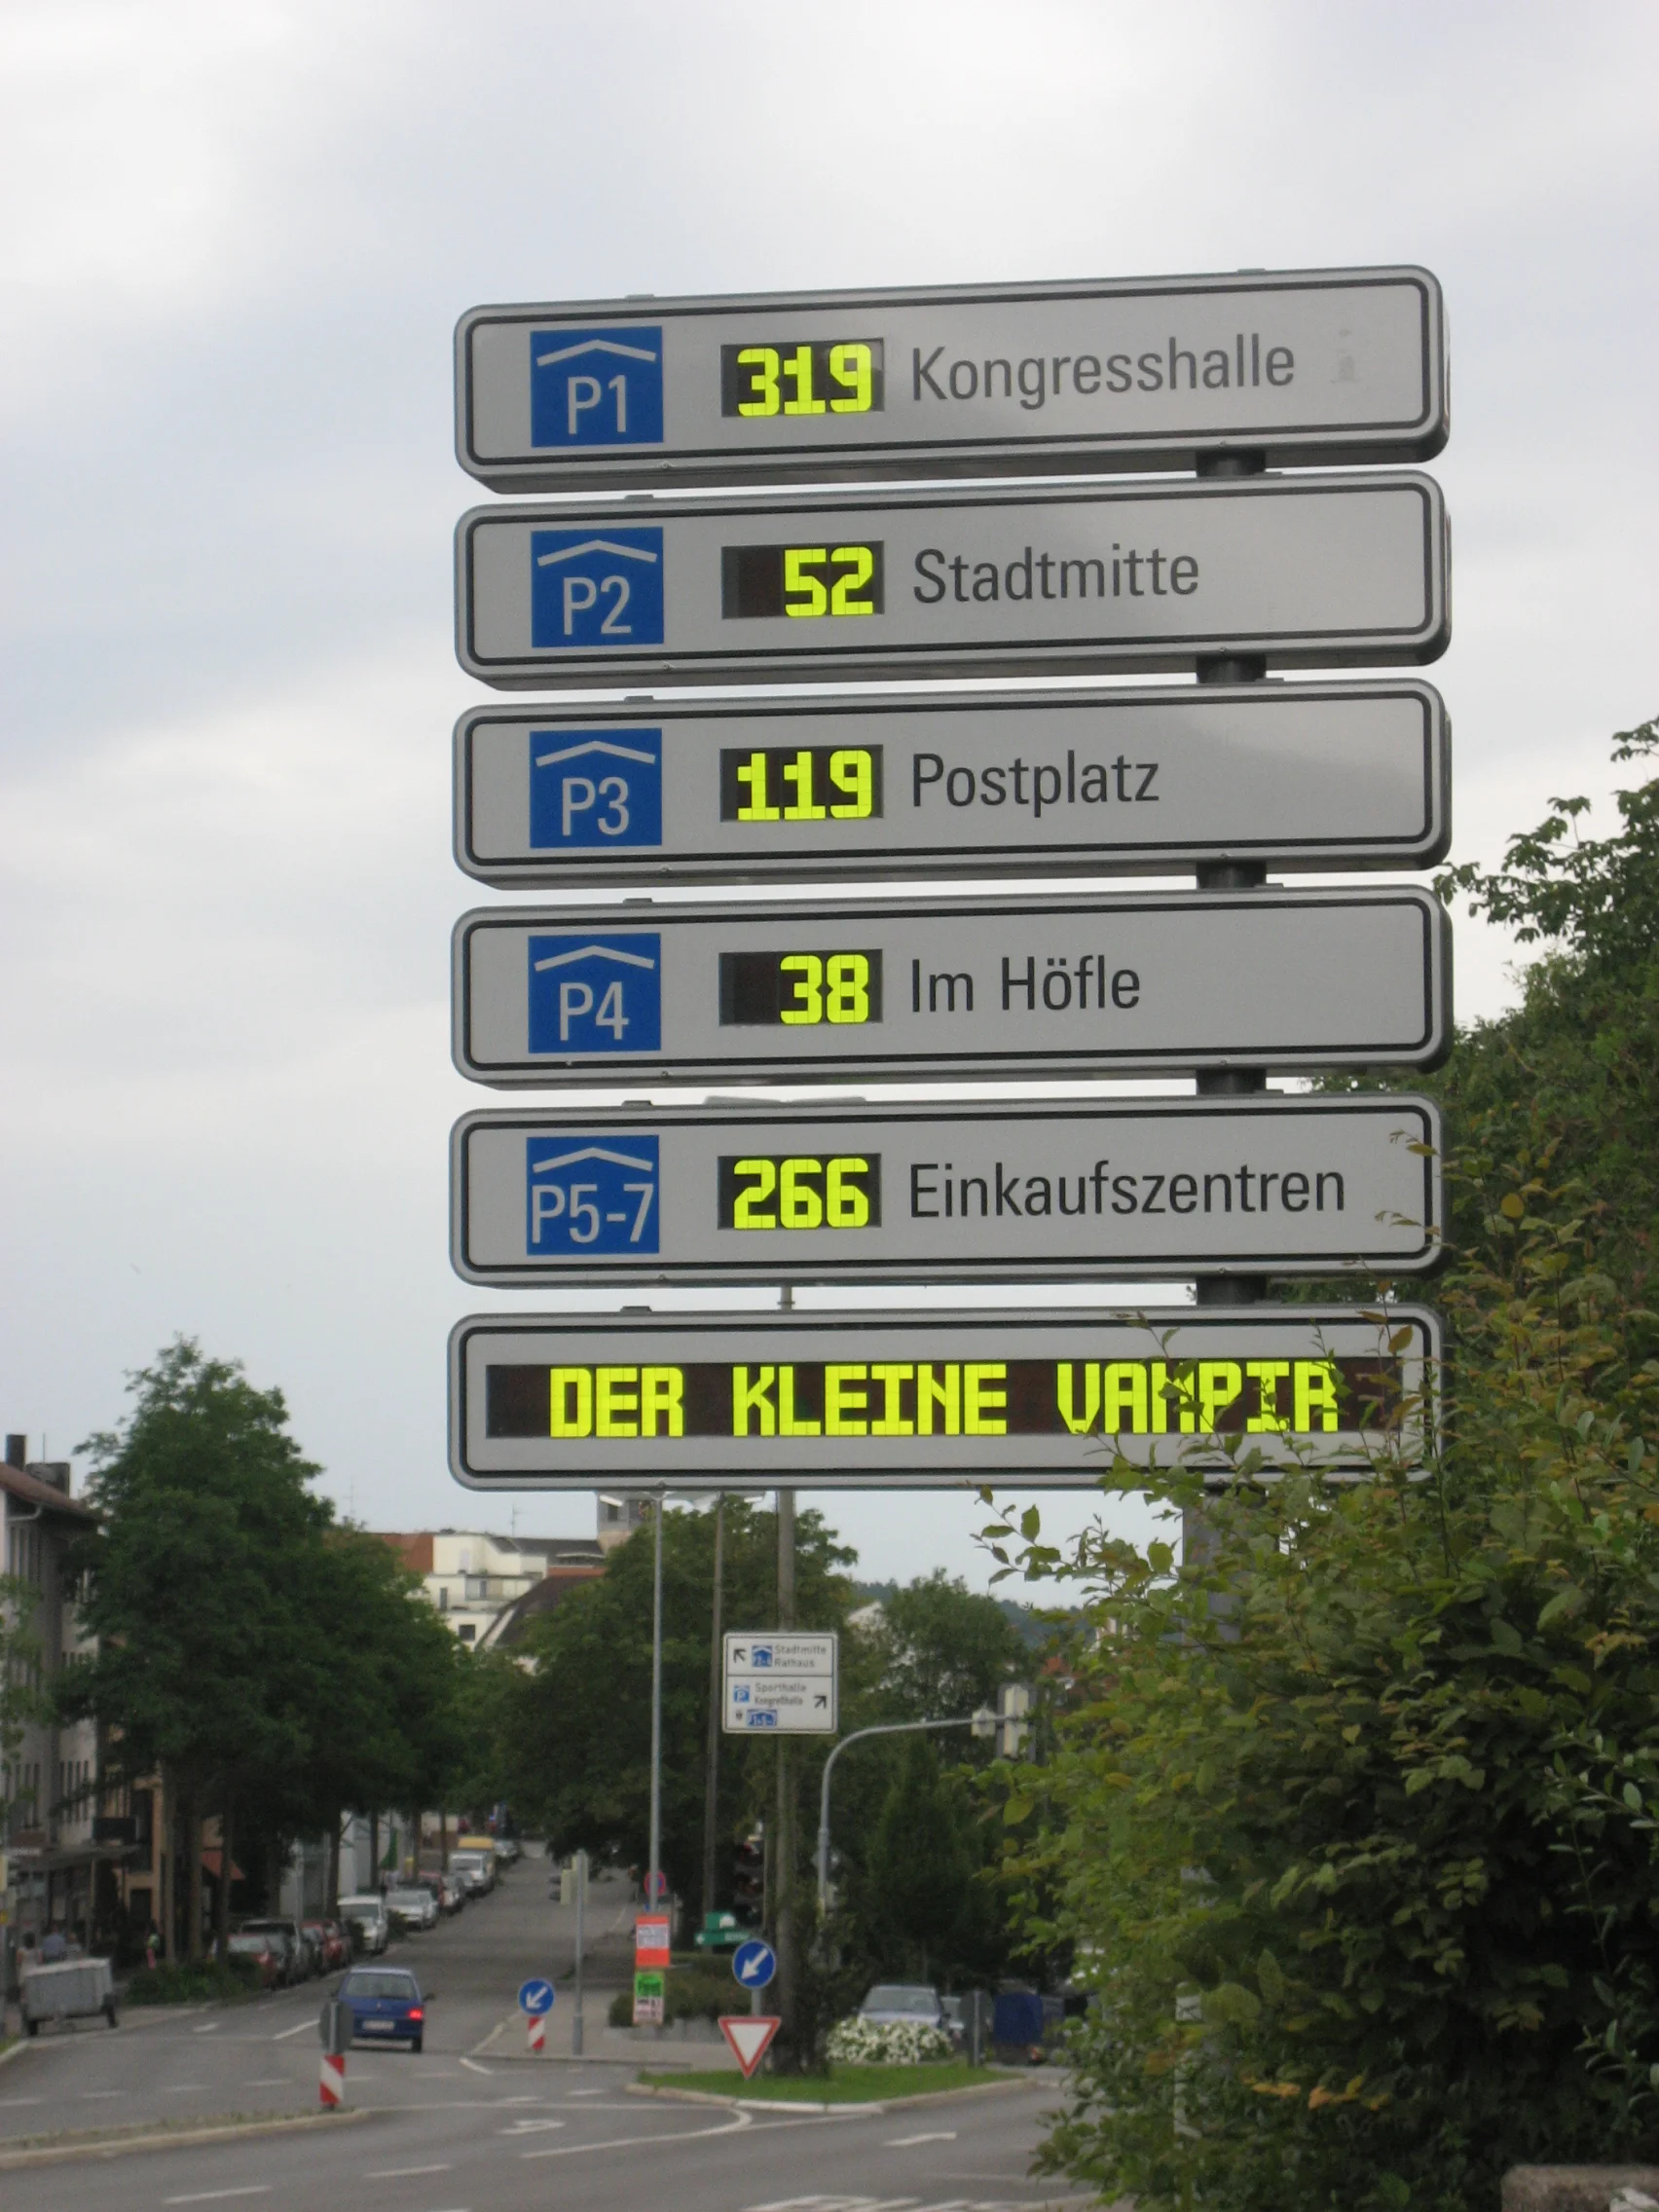 P1 319 Kongresshalle
P2 52 Stadtmitte
P3 119 Postplatz
P4 38 Im Höfle
P5-7 266 Einkaufszentren
DER KLEINE VAMPIR
Stadtmitte
Rathaus
P Sporthalle
Kongreßhalle